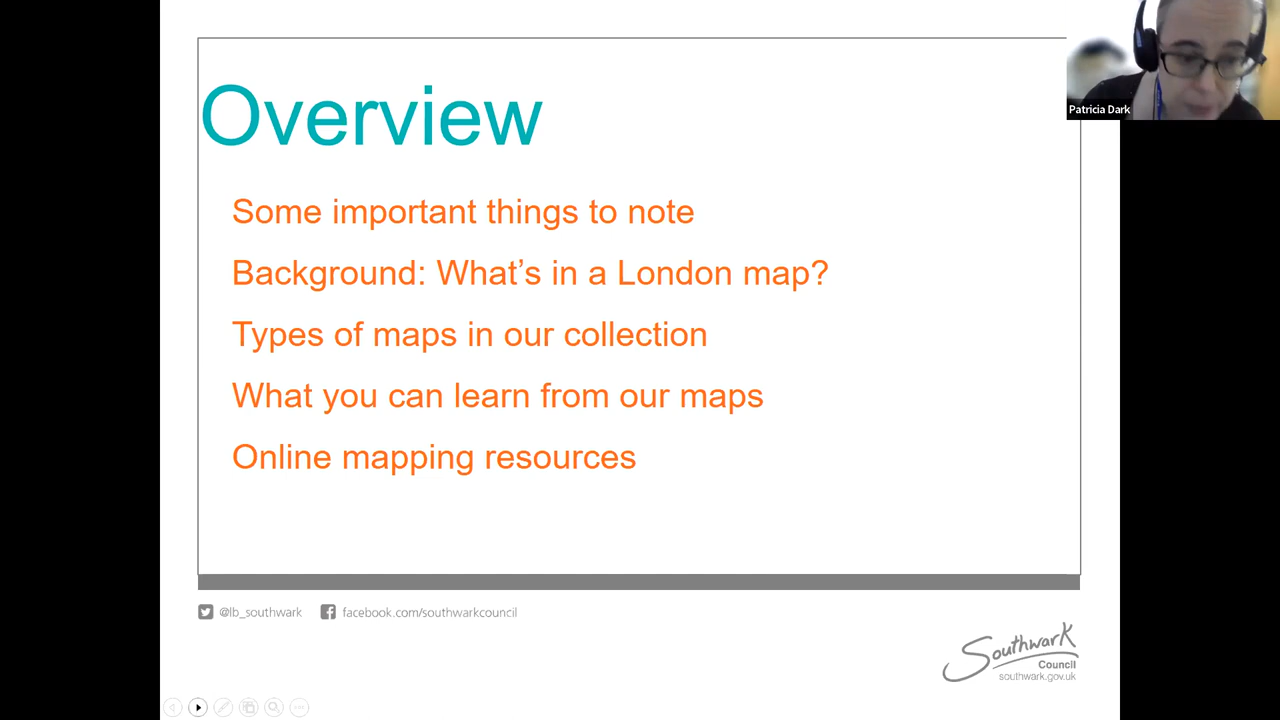 Patricia Dark
Overview
Some important things to note
Background: What’s in a London map?
Types of maps in our collection
What you can learn from our maps
Online mapping resources
@lb_southwark
facebook.com/southwarkcouncil
Southwark
Council
southwark.gov.uk